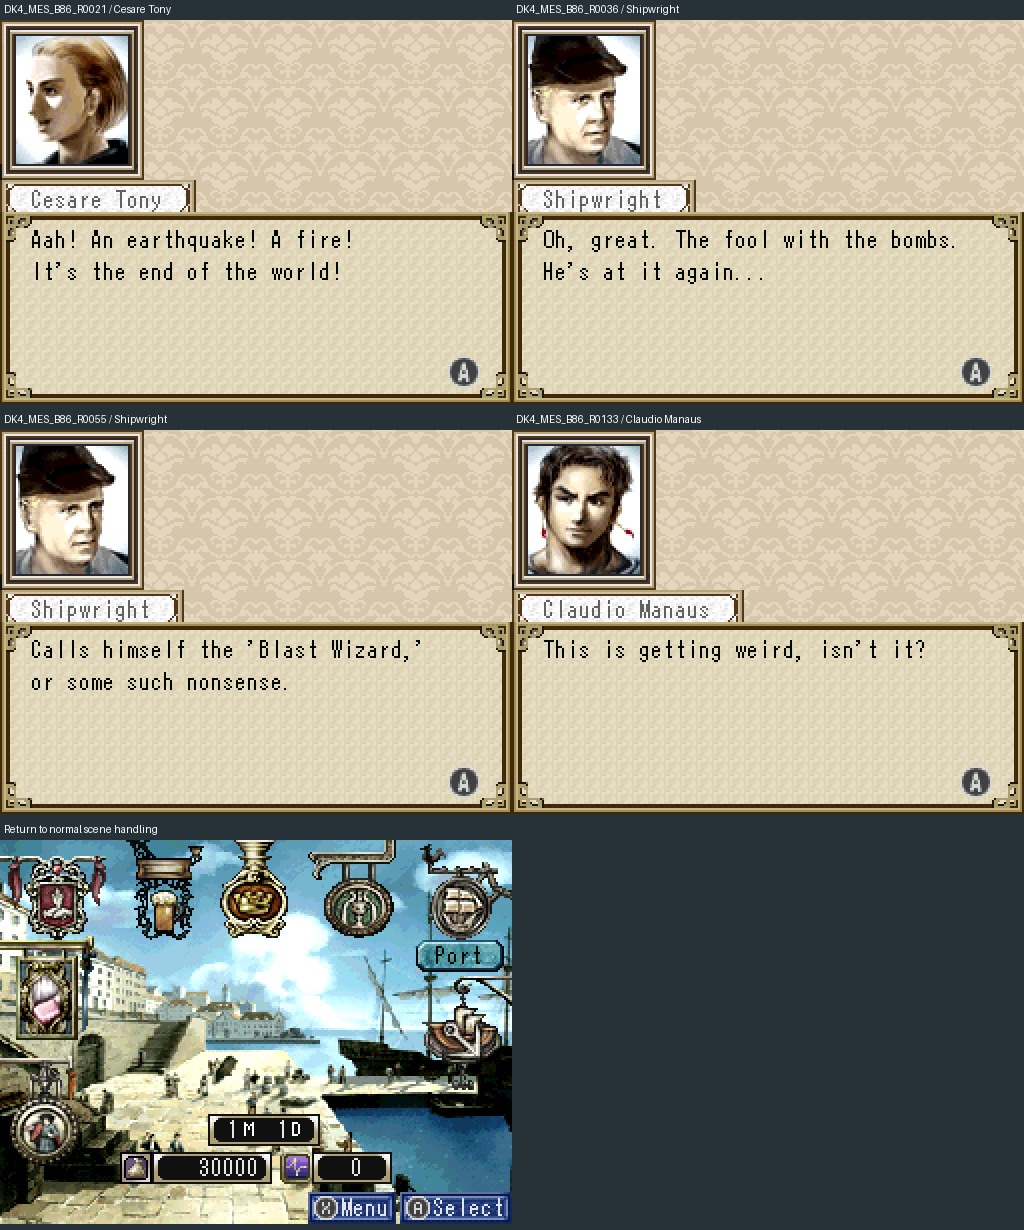 DK4_MES_B86_R0021 / Cesare Tony
Cesare Tony
Aah! An earthquake! A fire!
It's the end of the world!
A
DK4_MES_B86_R0036 / Shipwright
Shipwright
Oh, great. The fool with the bombs.
He's at it again...
A
DK4_MES_B86_R0055 / Shipwright
Shipwright
Calls himself the 'Blast Wizard,'
or some such nonsense.
A
DK4_MES_B86_R0133 / Claudio Manaus
Claudio Manaus
This is getting weird, isn't it?
A
Return to normal scene handling
Port
1M 1D
30000 0
X Menu A Select